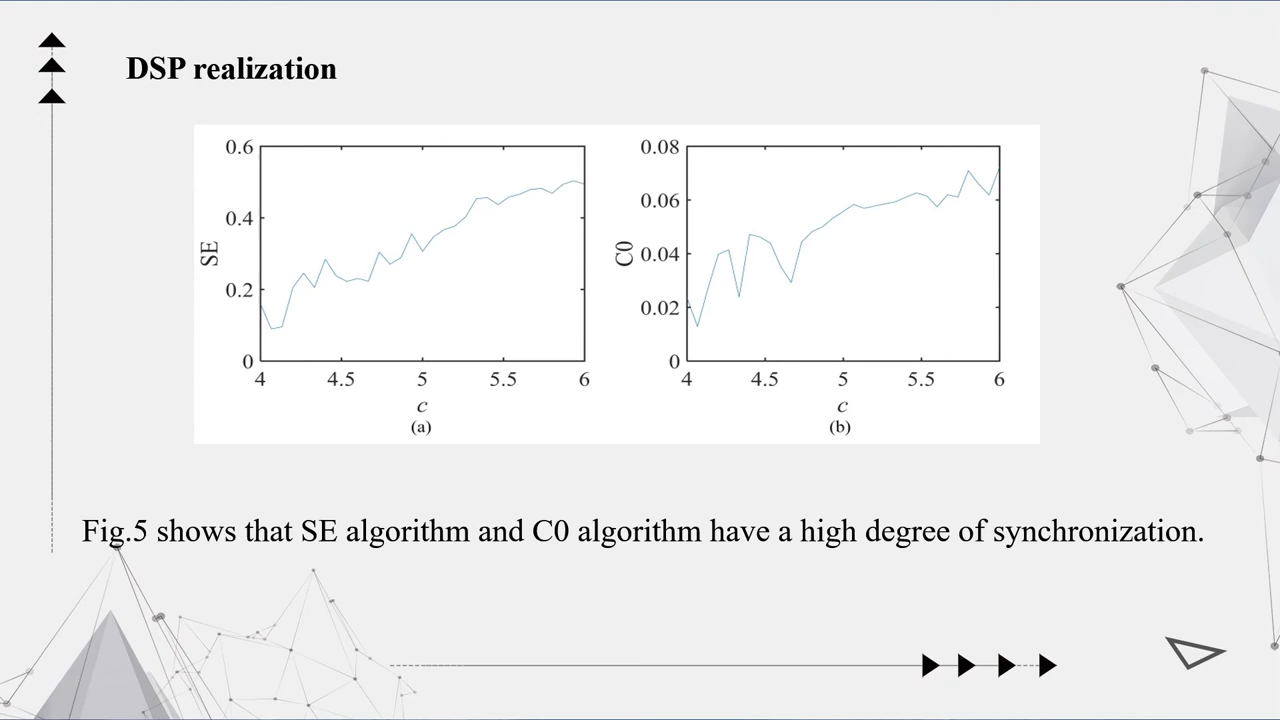 DSP realization
0.6
0.4
0.2
0
SE
4 4.5 5 5.5 6
c
(a)
0.08
0.06
0.04
0.02
0
C0
4 4.5 5 5.5 6
c
(b)
Fig.5 shows that SE algorithm and C0 algorithm have a high degree of synchronization.